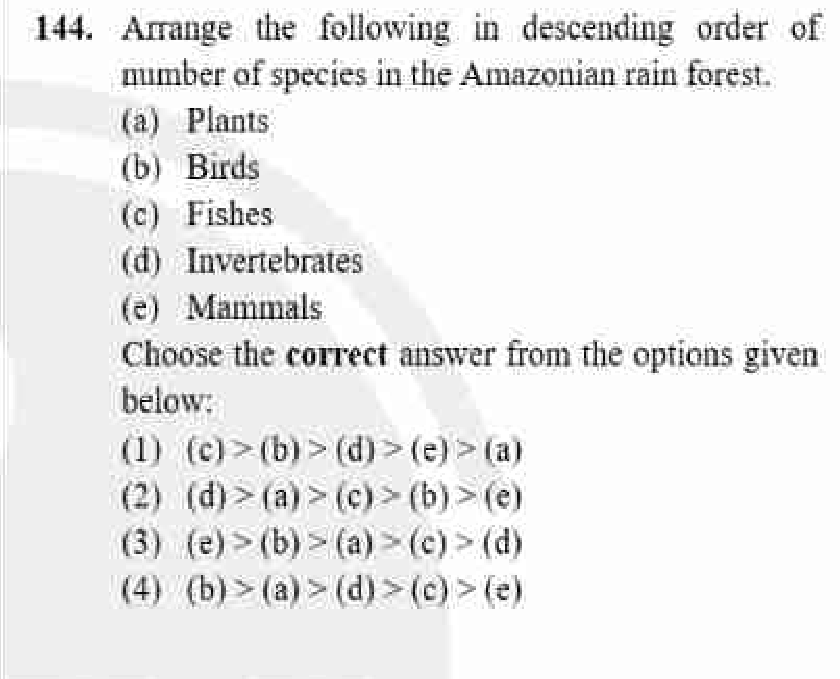 144. Arrange the following in descending order of
number of species in the Amazonian rain forest.
(a) Plants
(b) Birds
(c) Fishes
(d) Invertebrates
(e) Mammals
Choose the correct answer from the options given
below:
(1) (c) > (b) > (d) > (e) > (a)
(2) (d) > (a) > (c) > (b) > (e)
(3) (e) > (b) > (a) > (c) > (d)
(4) (b) > (a) > (d) > (c) > (e)